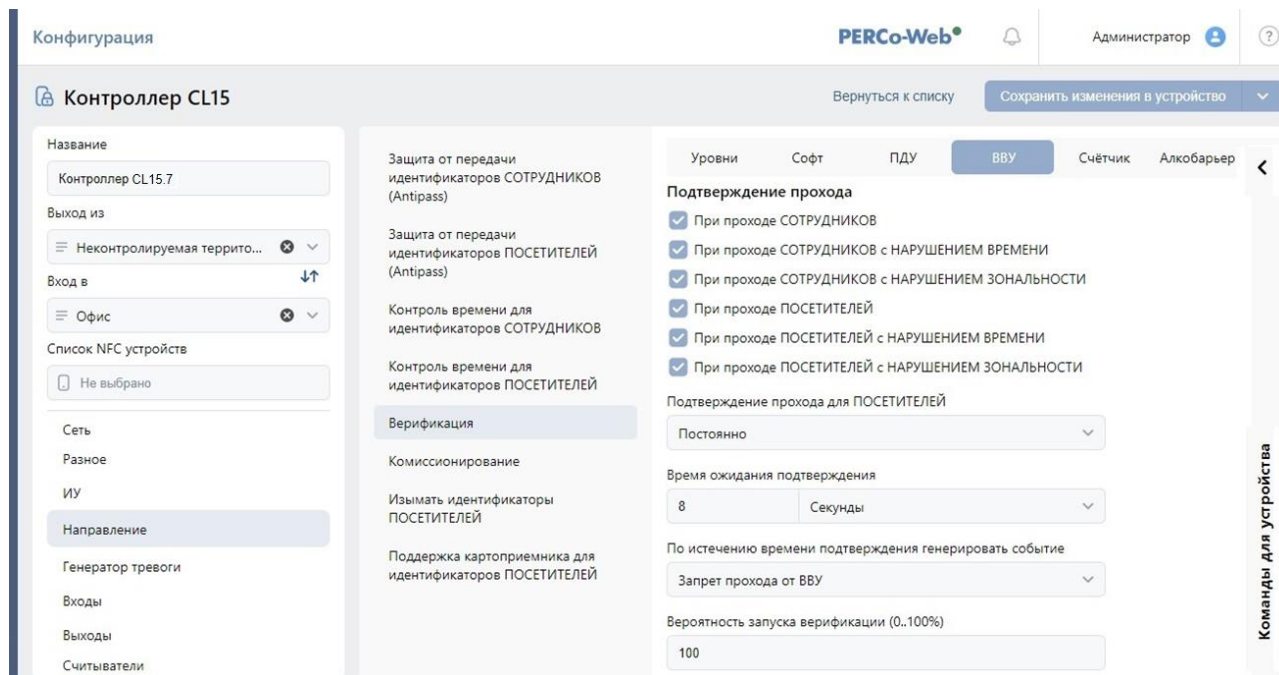 Конфигурация
PERCo-Web
Администратор
?
Контроллер CL15
Вернуться к списку
Сохранить изменения в устройство
Название
Контроллер CL15.7
Выход из
Неконтролируемая террито...
Вход в
Офис
Список NFC устройств
Не выбрано
Сеть
Разное
ИУ
Направление
Генератор тревоги
Входы
Выходы
Считыватели
Защита от передачи
идентификаторов СОТРУДНИКОВ
(Antipass)
Защита от передачи
идентификаторов ПОСЕТИТЕЛЕЙ
(Antipass)
Контроль времени для
идентификаторов СОТРУДНИКОВ
Контроль времени для
идентификаторов ПОСЕТИТЕЛЕЙ
Верификация
Комиссионирование
Изымать идентификаторы
ПОСЕТИТЕЛЕЙ
Поддержка картоприемника для
идентификаторов ПОСЕТИТЕЛЕЙ
Уровни Софт ПДУ ВВУ Счётчик Алкобарьер
Подтверждение прохода
При проходе СОТРУДНИКОВ
При проходе СОТРУДНИКОВ с НАРУШЕНИЕМ ВРЕМЕНИ
При проходе СОТРУДНИКОВ с НАРУШЕНИЕМ ЗОНАЛЬНОСТИ
При проходе ПОСЕТИТЕЛЕЙ
При проходе ПОСЕТИТЕЛЕЙ с НАРУШЕНИЕМ ВРЕМЕНИ
При проходе ПОСЕТИТЕЛЕЙ с НАРУШЕНИЕМ ЗОНАЛЬНОСТИ
Подтверждение прохода для ПОСЕТИТЕЛЕЙ
Постоянно
Время ожидания подтверждения
8 Секунды
По истечению времени подтверждения генерировать событие
Запрет прохода от ВВУ
Вероятность запуска верификации (0..100%)
100
Команды для устройства